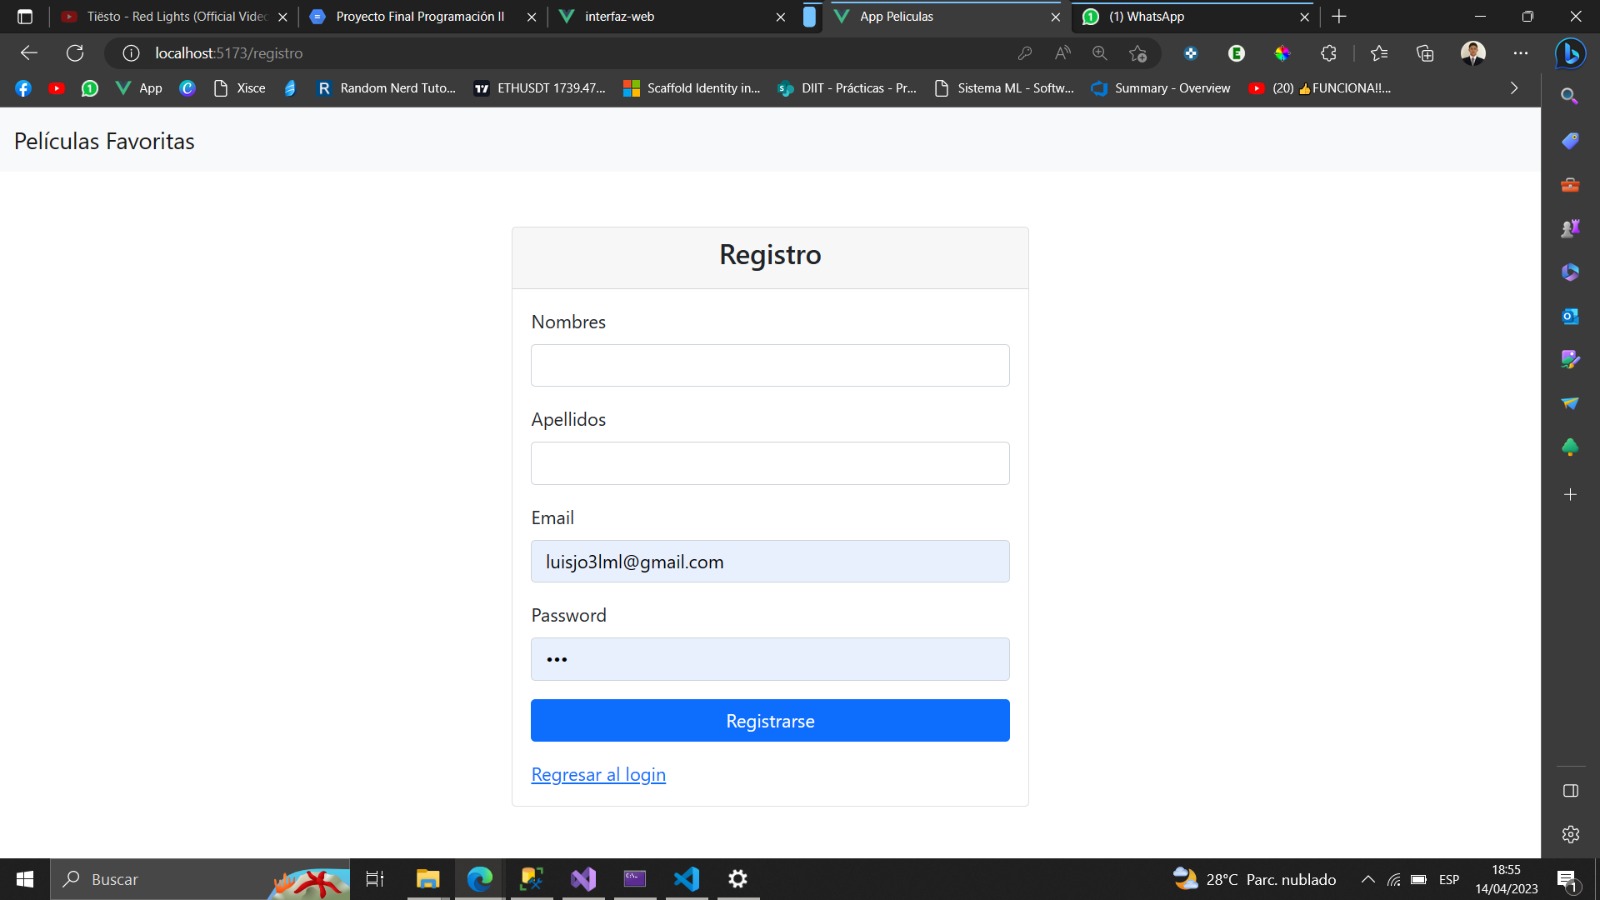 Tiësto - Red Lights (Official Videc
Proyecto Final Programación II
interfaz-web
App Peliculas
(1) WhatsApp
localhost:5173/registro
App
Xisce
Random Nerd Tuto...
ETHUSDT 1739.47...
Scaffold Identity in...
DIIT - Prácticas - Pr...
Sistema ML - Softw...
Summary - Overview
(20) 👍FUNCIONA!!...
Películas Favoritas
Registro
Nombres
Apellidos
Email
luisjo3lml@gmail.com
Password
•••
Registrarse
Regresar al login
Buscar
28°C Parc. nublado
ESP
18:55
14/04/2023
1